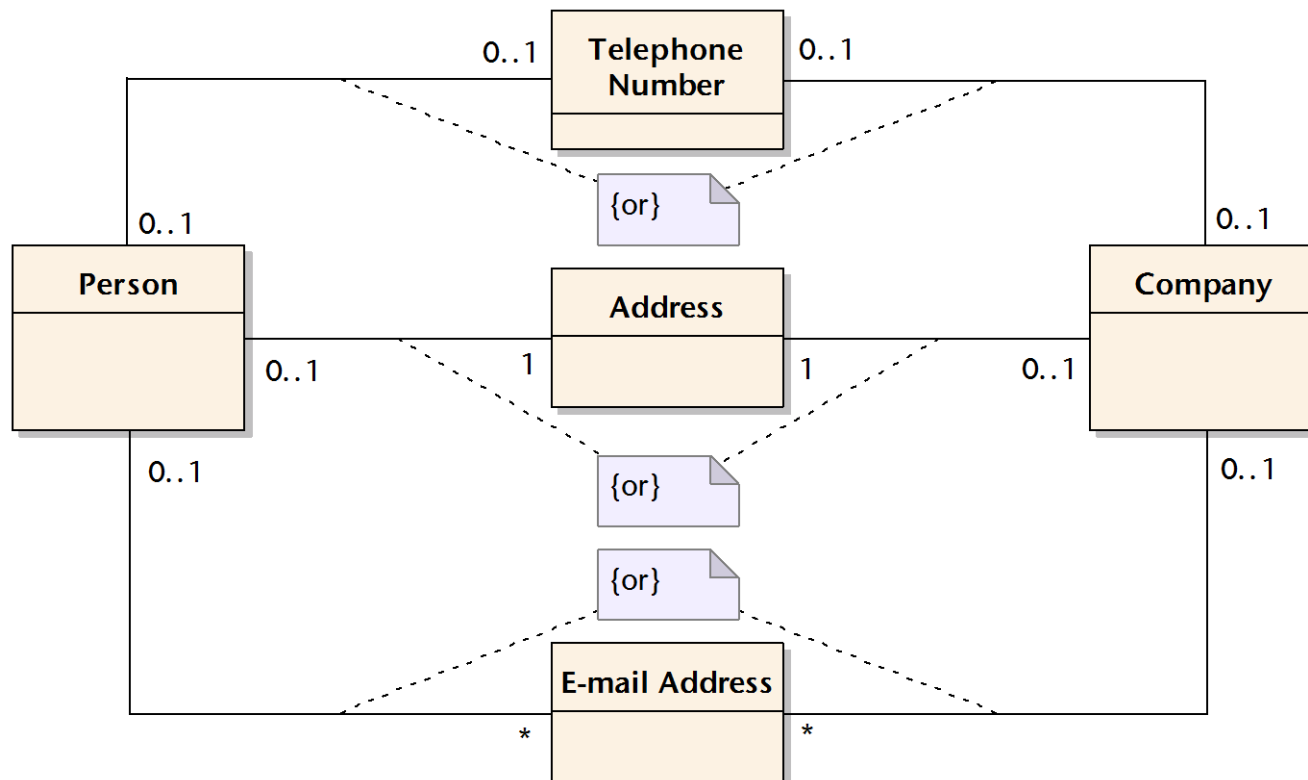 0..1
Telephone
Number
0..1
{or}
0..1
0..1
Person
Address
Company
0..1
1
1
0..1
{or}
0..1
0..1
{or}
E-mail Address
*
*